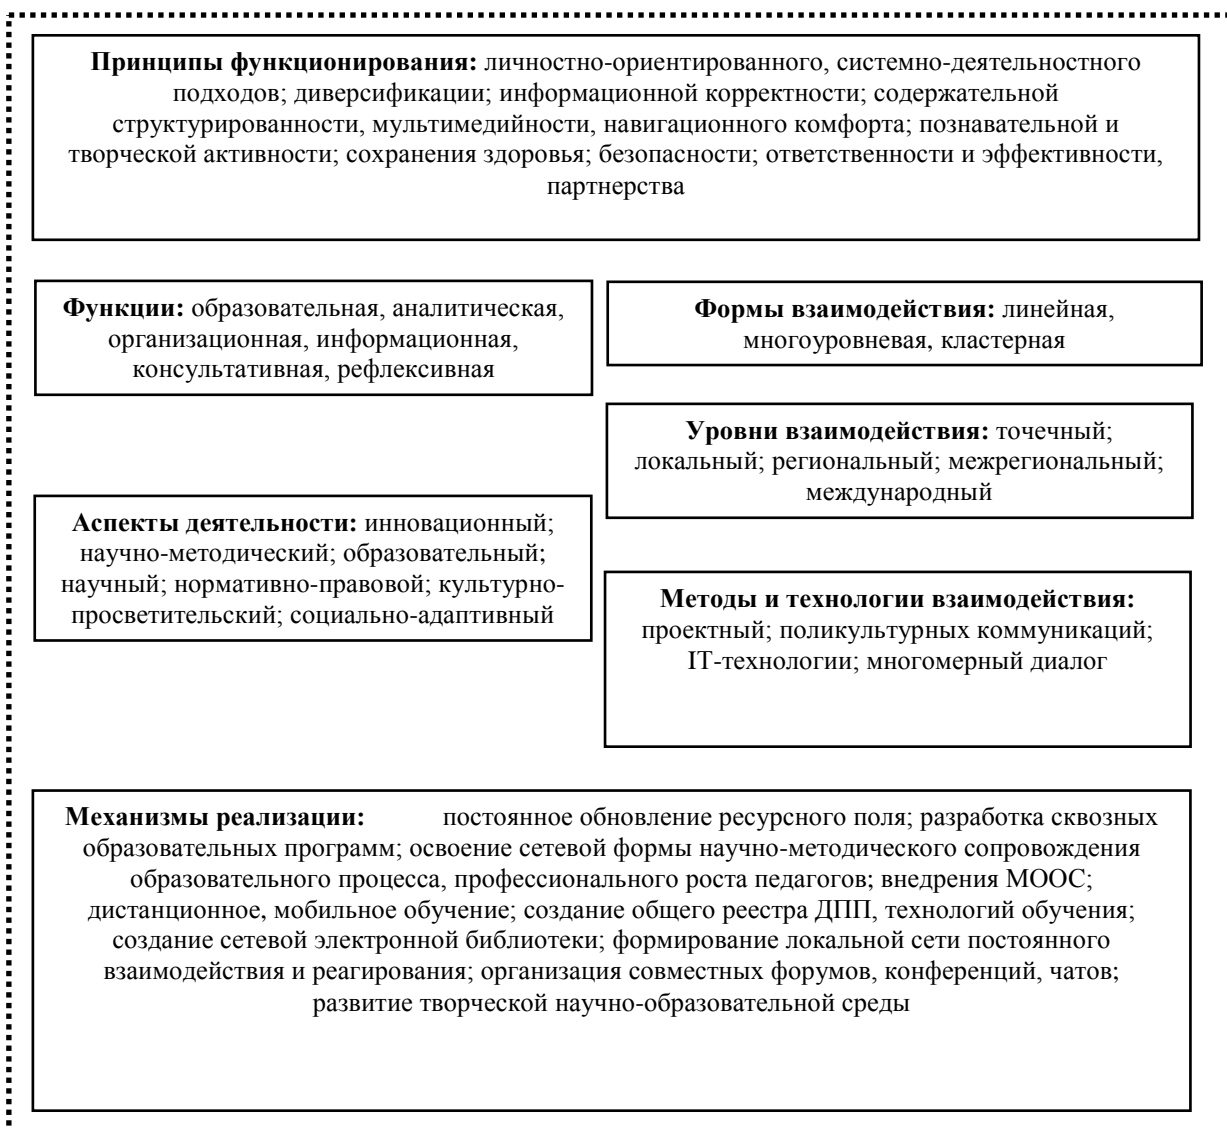 Принципы функционирования: личностно-ориентированного, системно-деятельностного
подходов; диверсификации; информационной корректности; содержательной
структурированности, мультимедийности, навигационного комфорта; познавательной и
творческой активности; сохранения здоровья; безопасности; ответственности и эффективности,
партнерства
Функции: образовательная, аналитическая,
организационная, информационная,
консультативная, рефлексивная
Формы взаимодействия: линейная,
многоуровневая, кластерная
Уровни взаимодействия: точечный;
локальный; региональный; межрегиональный;
международный
Аспекты деятельности: инновационный;
научно-методический; образовательный;
научный; нормативно-правовой; культурно-
просветительский; социально-адаптивный
Методы и технологии взаимодействия:
проектный; поликультурных коммуникаций;
IT-технологии; многомерный диалог
Механизмы реализации: постоянное обновление ресурсного поля; разработка сквозных
образовательных программ; освоение сетевой формы научно-методического сопровождения
образовательного процесса, профессионального роста педагогов; внедрения МООС;
дистанционное, мобильное обучение; создание общего реестра ДПП, технологий обучения;
создание сетевой электронной библиотеки; формирование локальной сети постоянного
взаимодействия и реагирования; организация совместных форумов, конференций, чатов;
развитие творческой научно-образовательной среды